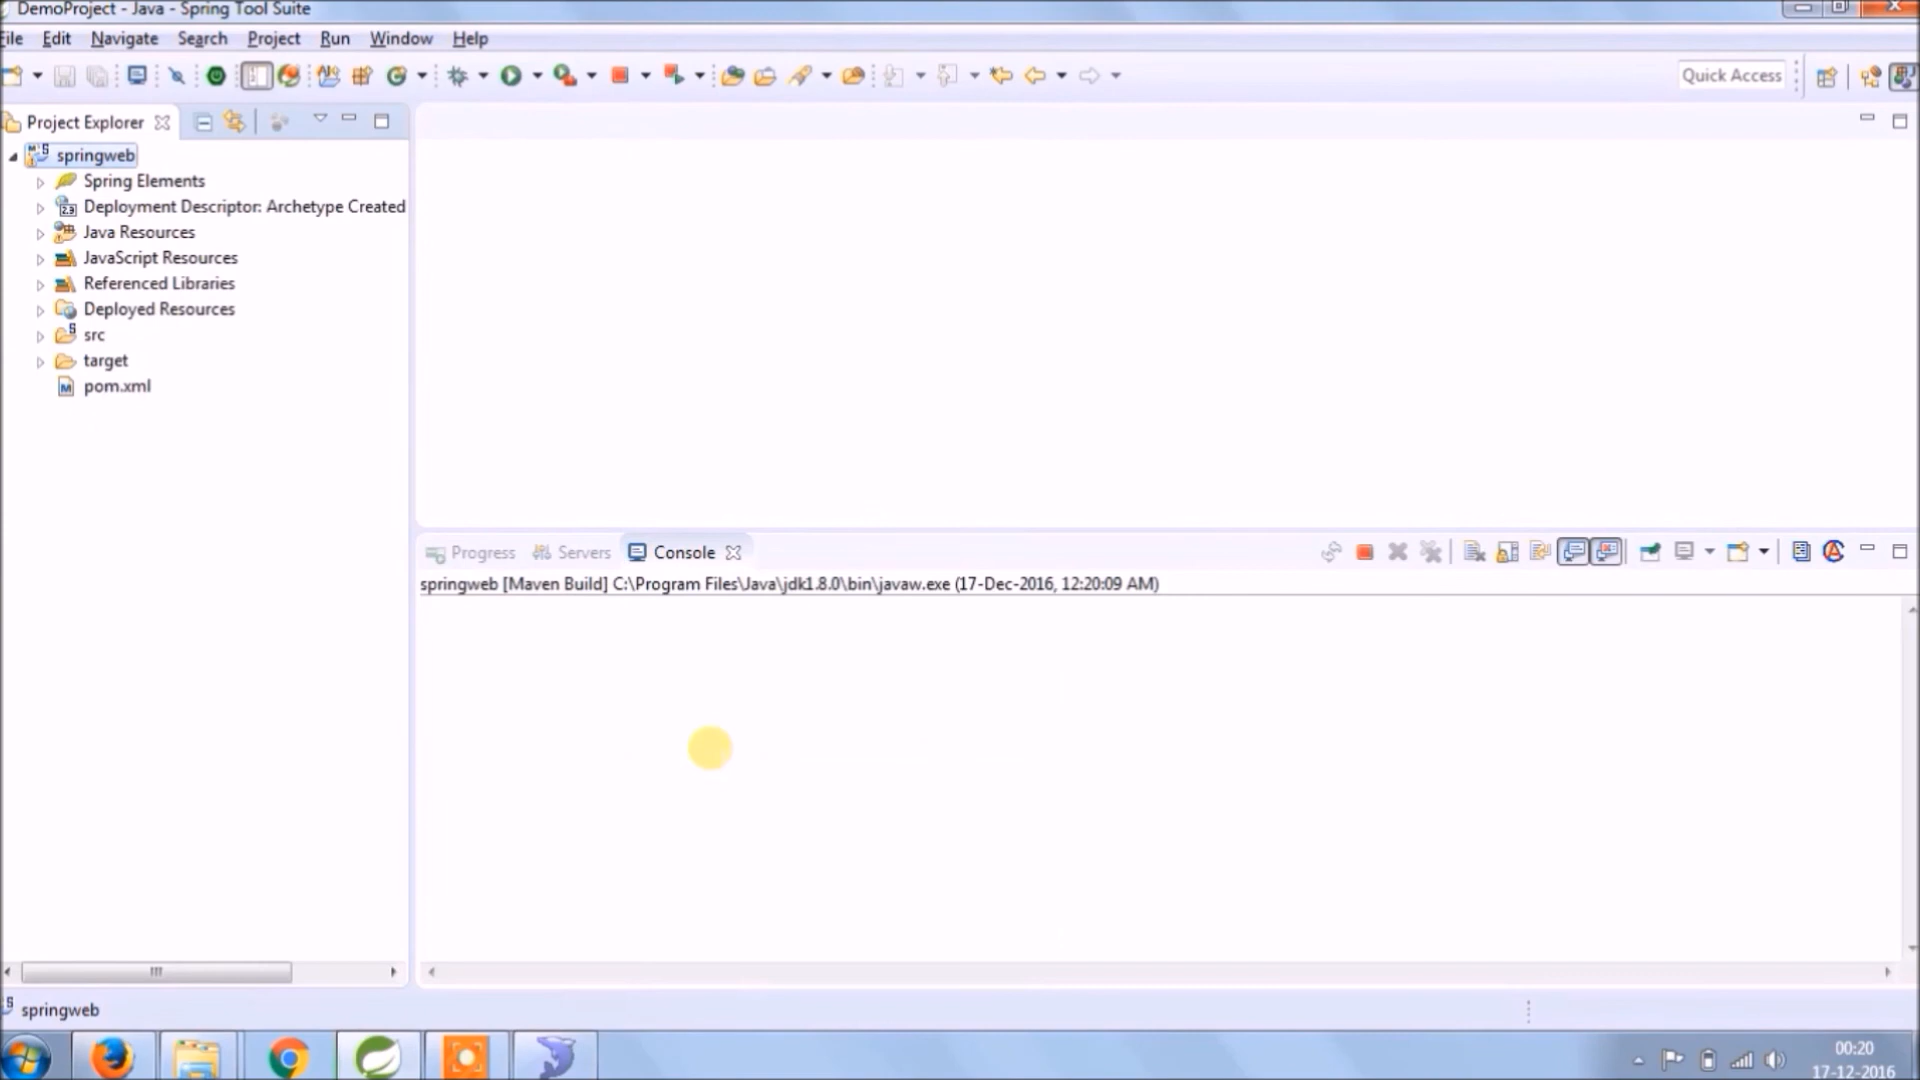 DemoProject - Java - Spring Tool Suite
File Edit Navigate Search Project Run Window Help
Quick Access
Project Explorer
springweb
Spring Elements
Deployment Descriptor: Archetype Created
Java Resources
JavaScript Resources
Referenced Libraries
Deployed Resources
src
target
pom.xml
Progress Servers Console
springweb [Maven Build] C:\Program Files\Java\jdk1.8.0\bin\javaw.exe (17-Dec-2016, 12:20:09 AM)
springweb
00:20
17-12-2016